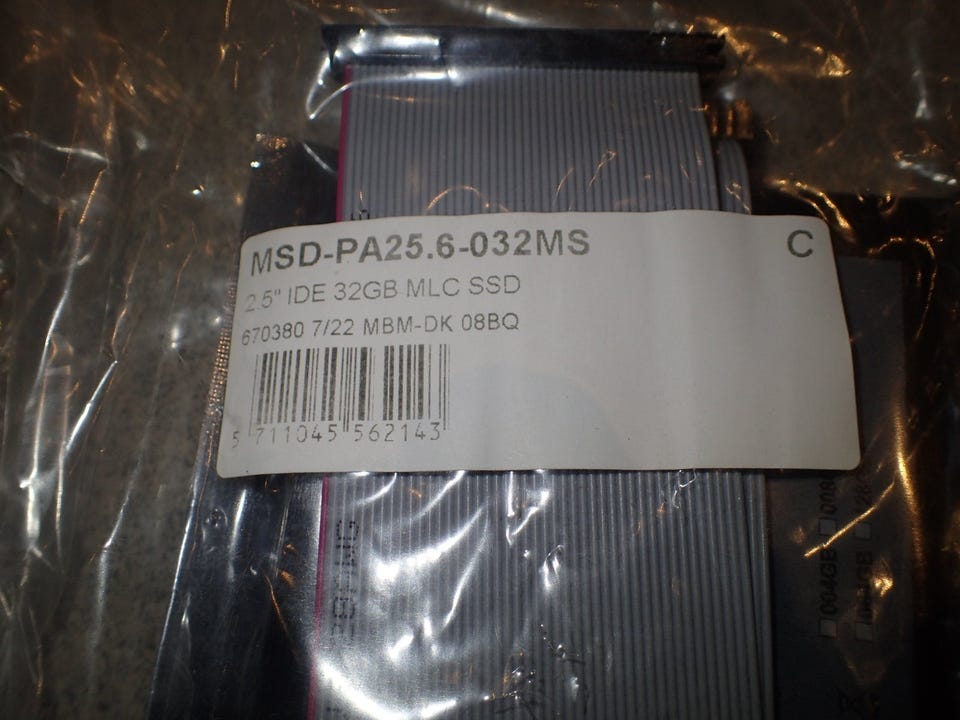 MSD-PA25.6-032MS
C
2.5" IDE 32GB MLC SSD
670380 7/22 MBM-DK 08BQ
5 711045 562143
004GB